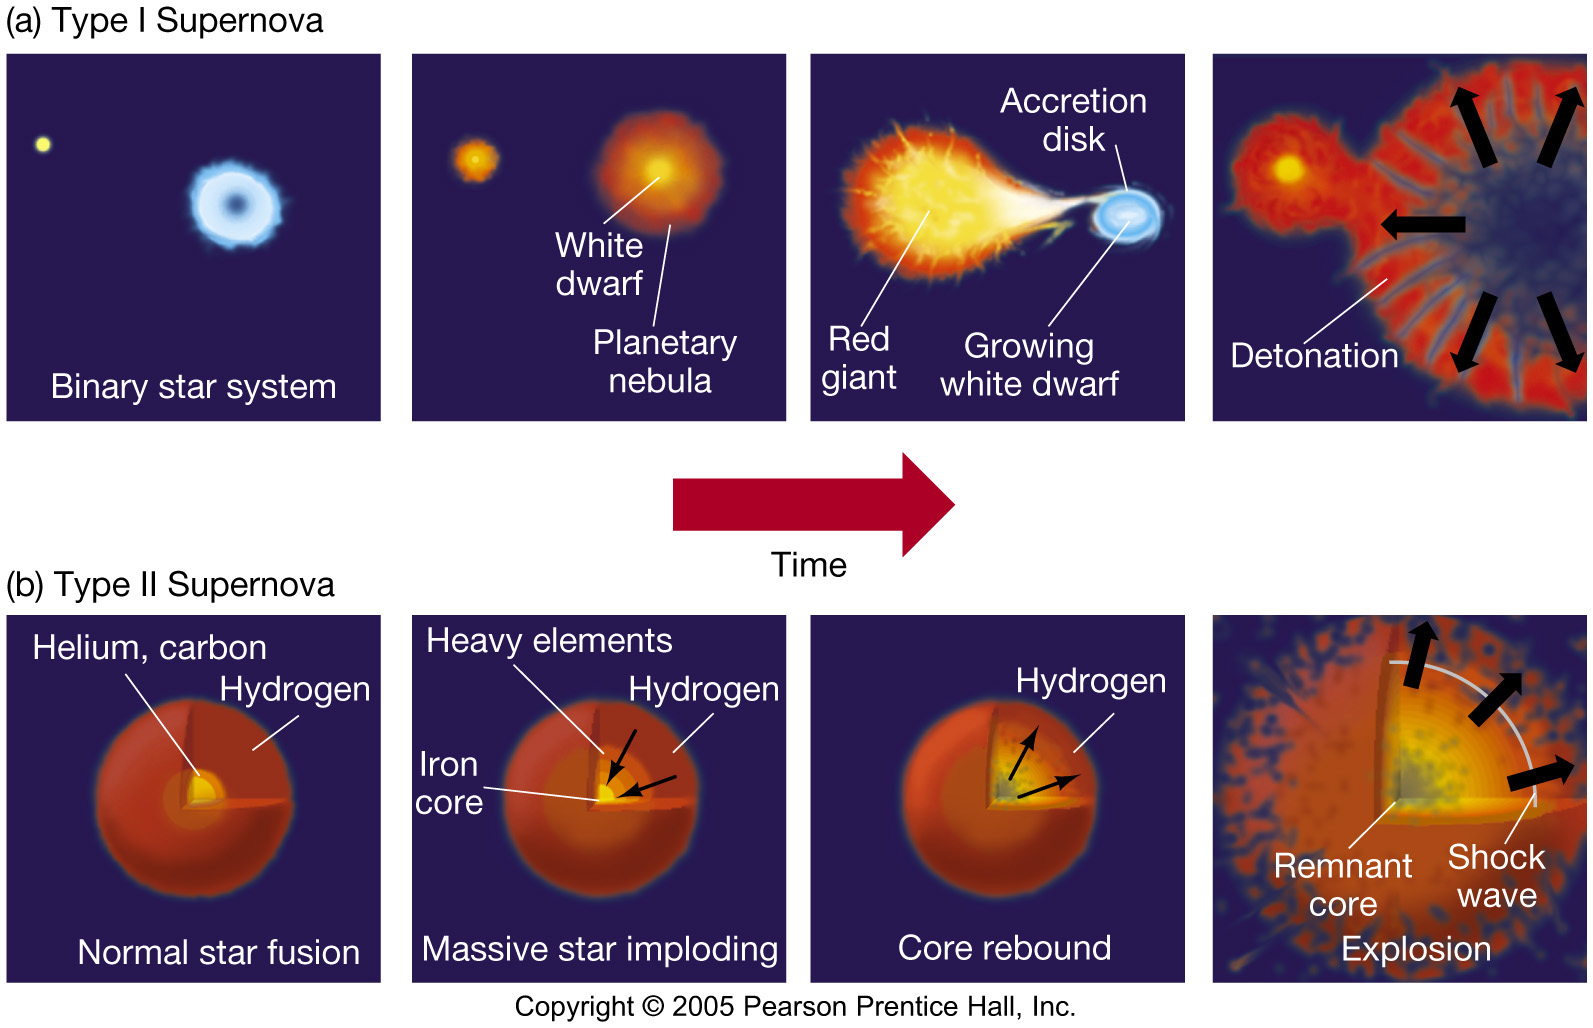 (a) Type I Supernova
Binary star system
White
dwarf
Planetary
nebula
Accretion
disk
Red
giant
Growing
white dwarf
Detonation
Time
(b) Type II Supernova
Helium, carbon
Hydrogen
Normal star fusion
Heavy elements
Hydrogen
Iron
core
Massive star imploding
Hydrogen
Core rebound
Remnant
core
Shock
wave
Explosion
Copyright © 2005 Pearson Prentice Hall, Inc.